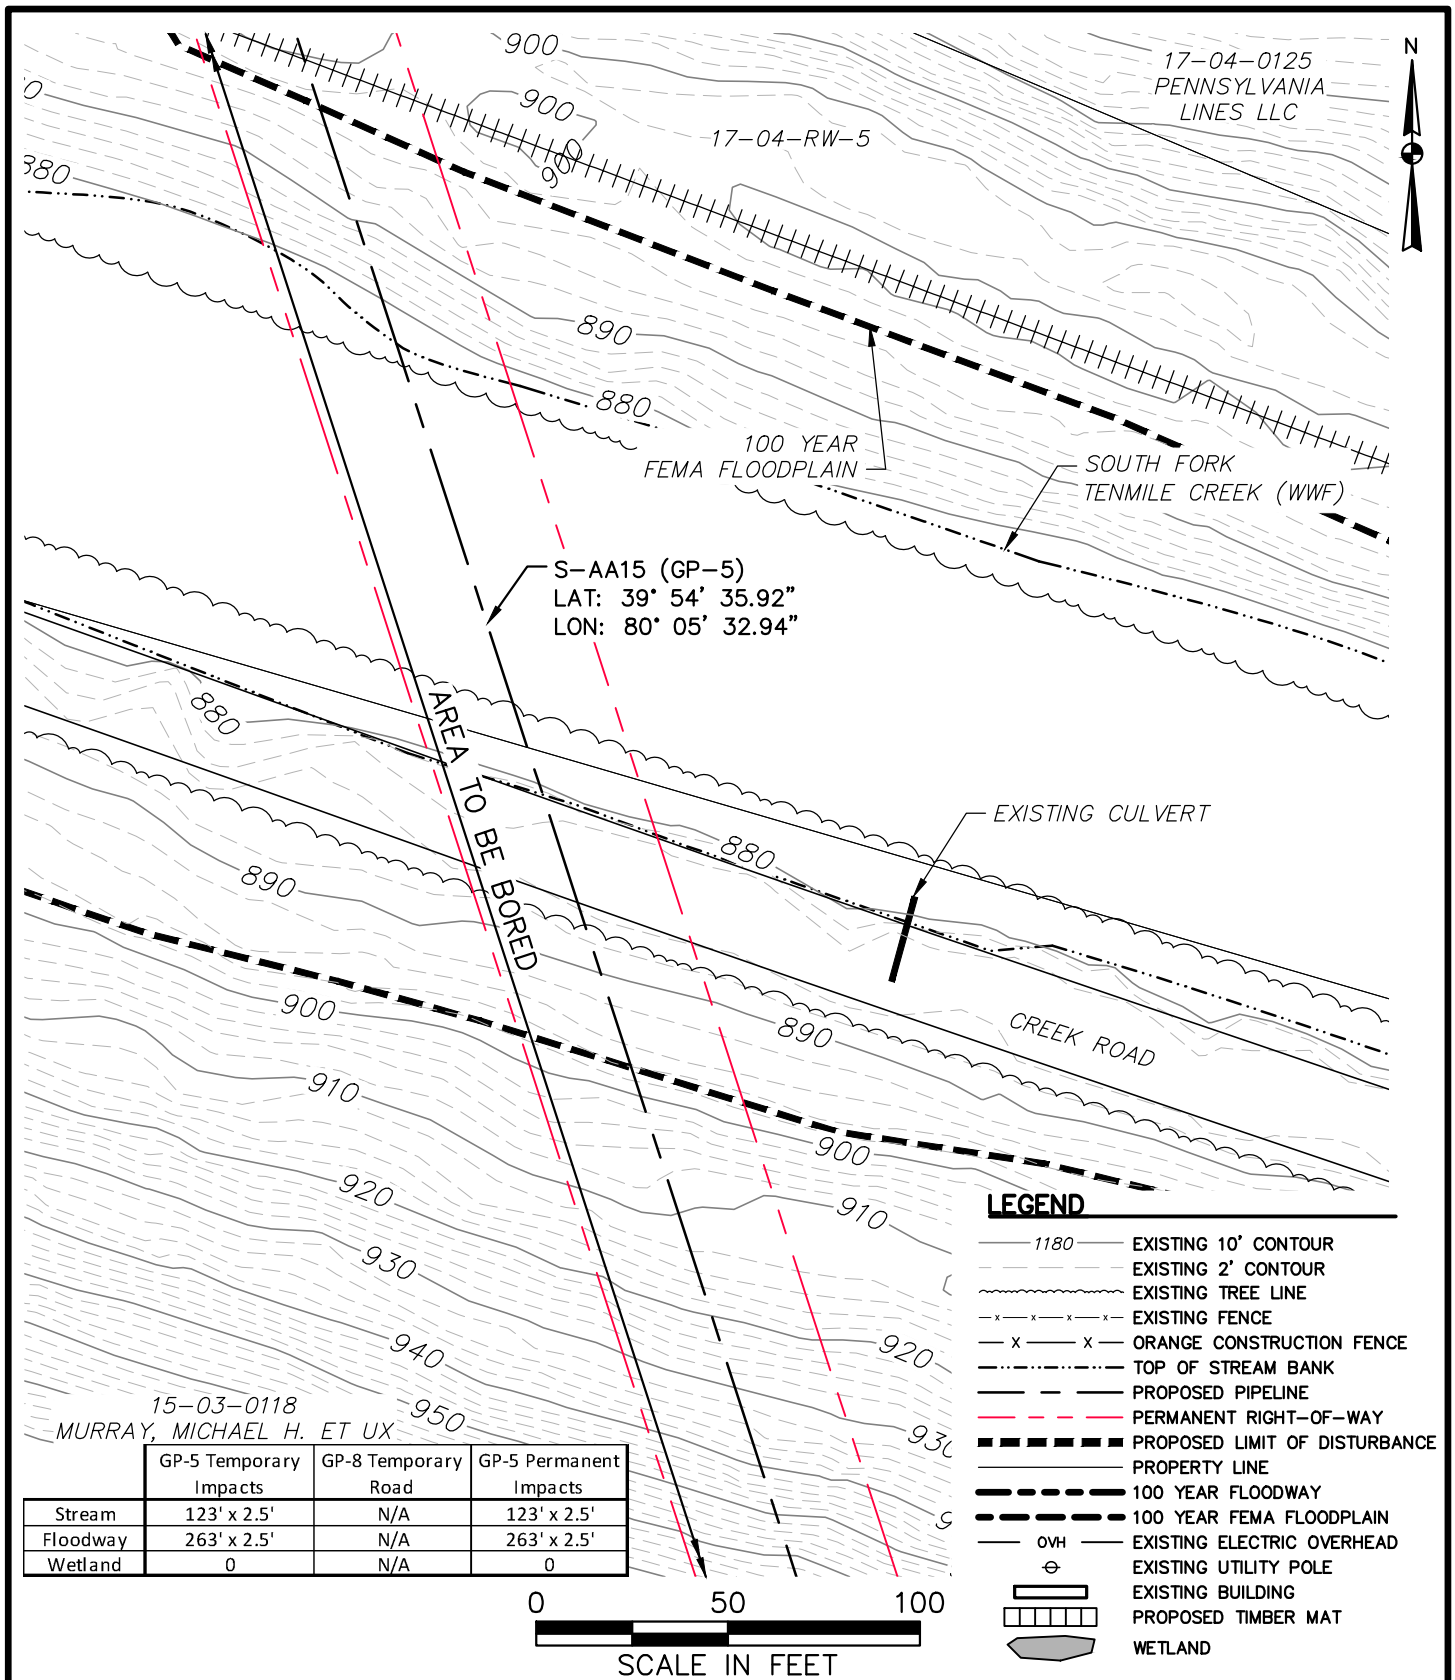 900
17-04-0125
PENNSYLVANIA
LINES LLC
N
900
17-04-RW-5
900
880
890
880
100 YEAR
FEMA FLOODPLAIN
SOUTH FORK
TENMILE CREEK (WWF)
S-AA15 (GP-5)
LAT: 39° 54' 35.92"
LON: 80° 05' 32.94"
880
AREA TO BE BORED
EXISTING CULVERT
880
890
900
890
CREEK ROAD
910
900
920
910
930
920
940
950
930
15-03-0118
MURRAY, MICHAEL H. ET UX
GP-5 Temporary Impacts GP-8 Temporary Road GP-5 Permanent Impacts
Stream 123' x 2.5' N/A 123' x 2.5'
Floodway 263' x 2.5' N/A 263' x 2.5'
Wetland 0 N/A 0
LEGEND
1180 EXISTING 10' CONTOUR
EXISTING 2' CONTOUR
EXISTING TREE LINE
x x x x EXISTING FENCE
X X ORANGE CONSTRUCTION FENCE
TOP OF STREAM BANK
PROPOSED PIPELINE
PERMANENT RIGHT-OF-WAY
PROPOSED LIMIT OF DISTURBANCE
PROPERTY LINE
100 YEAR FLOODWAY
100 YEAR FEMA FLOODPLAIN
OVH EXISTING ELECTRIC OVERHEAD
EXISTING UTILITY POLE
EXISTING BUILDING
PROPOSED TIMBER MAT
WETLAND
0 50 100
SCALE IN FEET